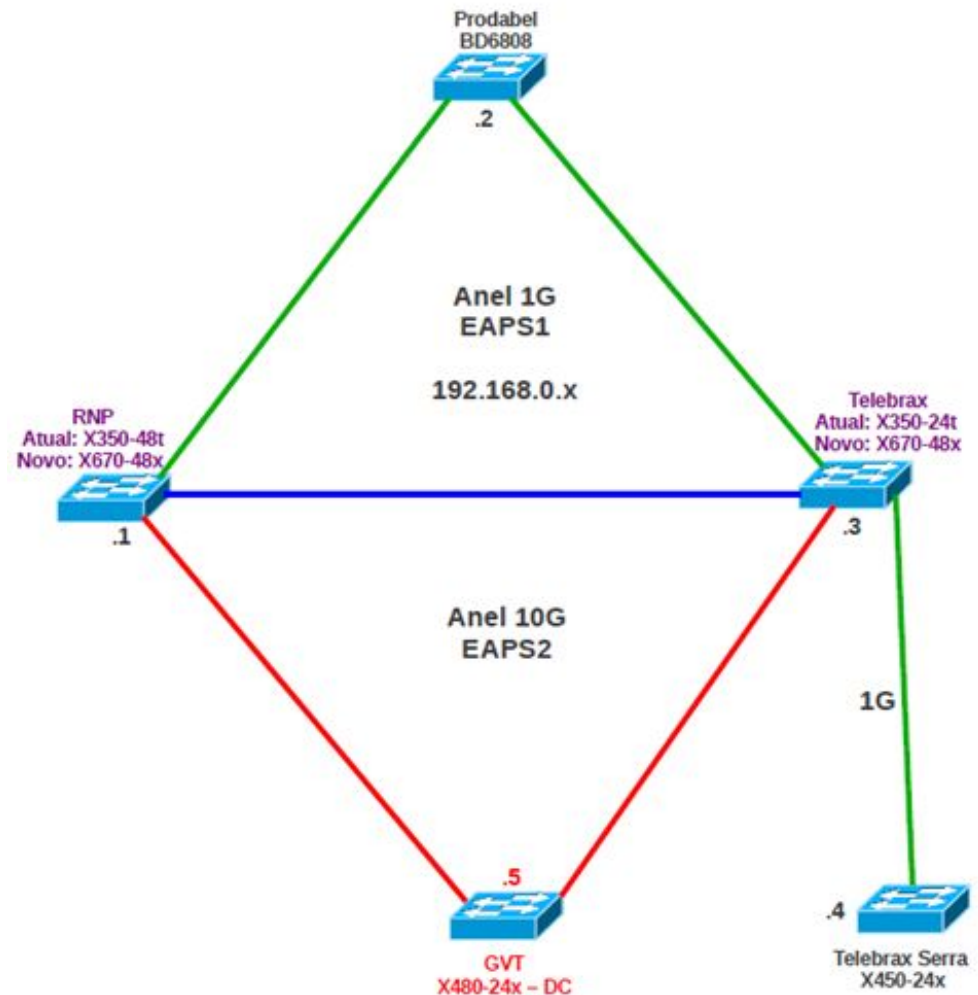 Prodabel
BD6808
.2
Anel 1G
EAPS1
192.168.0.x
RNP
Atual: X350-48t
Novo: X670-48x
.1
Telebrax
Atual: X350-24t
Novo: X670-48x
.3
Anel 10G
EAPS2
1G
.5
GVT
X480-24x – DC
.4
Telebrax Serra
X450-24x